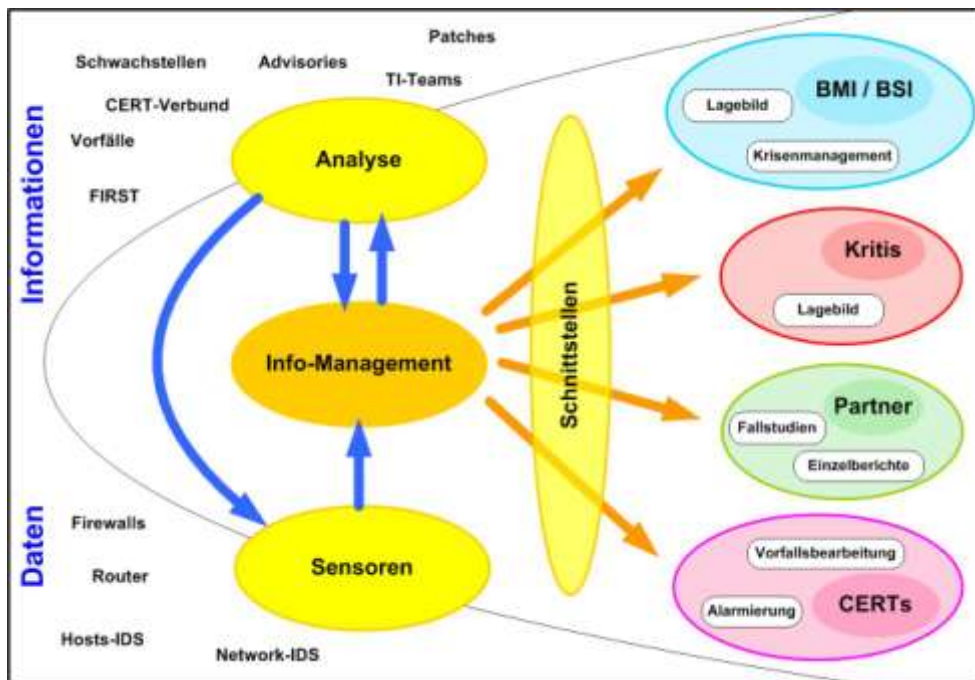 Patches
Schwachstellen
Advisories
TI-Teams
CERT-Verbund
Vorfälle
FIRST
Informationen
Daten
Analyse
Info-Management
Sensoren
Firewalls
Router
Hosts-IDS
Network-IDS
Schnittstellen
BMI / BSI
Lagebild
Krisenmanagement
Kritis
Lagebild
Partner
Fallstudien
Einzelberichte
Vorfallsbearbeitung
Alarmierung
CERTs